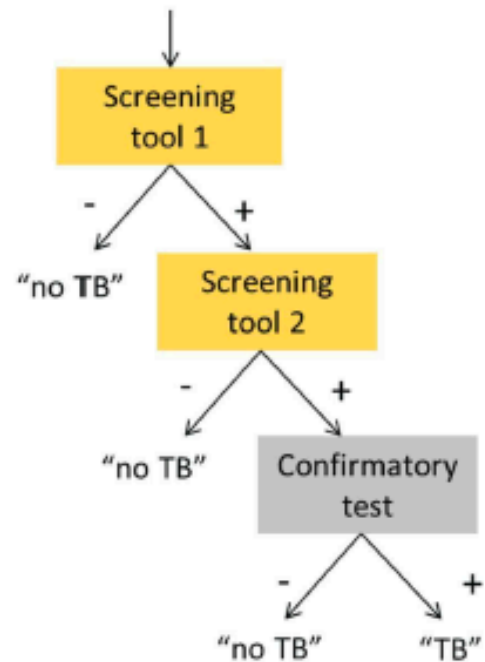 Screening
tool 1
- +
“no TB”
Screening
tool 2
- +
“no TB”
Confirmatory
test
- +
“no TB” “TB”